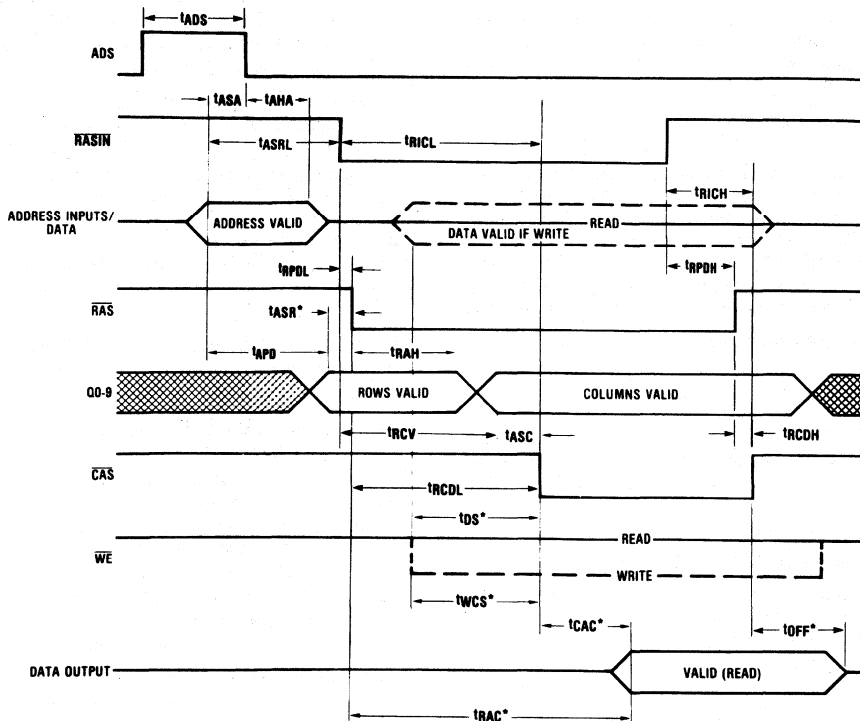 tADS
ADS
tASA
tAHA
RASIN
tASRL
tRICL
tRICH
ADDRESS INPUTS/
DATA
ADDRESS VALID
READ
DATA VALID IF WRITE
tRPDL
tRPDH
RAS
tASR*
tAPD
tRAH
Q0-9
ROWS VALID
COLUMNS VALID
tRCV
tASC
tRCDH
CAS
tRCDL
tDS*
WE
READ
WRITE
tWCS*
tCAC*
tOFF*
DATA OUTPUT
VALID (READ)
tRAC*